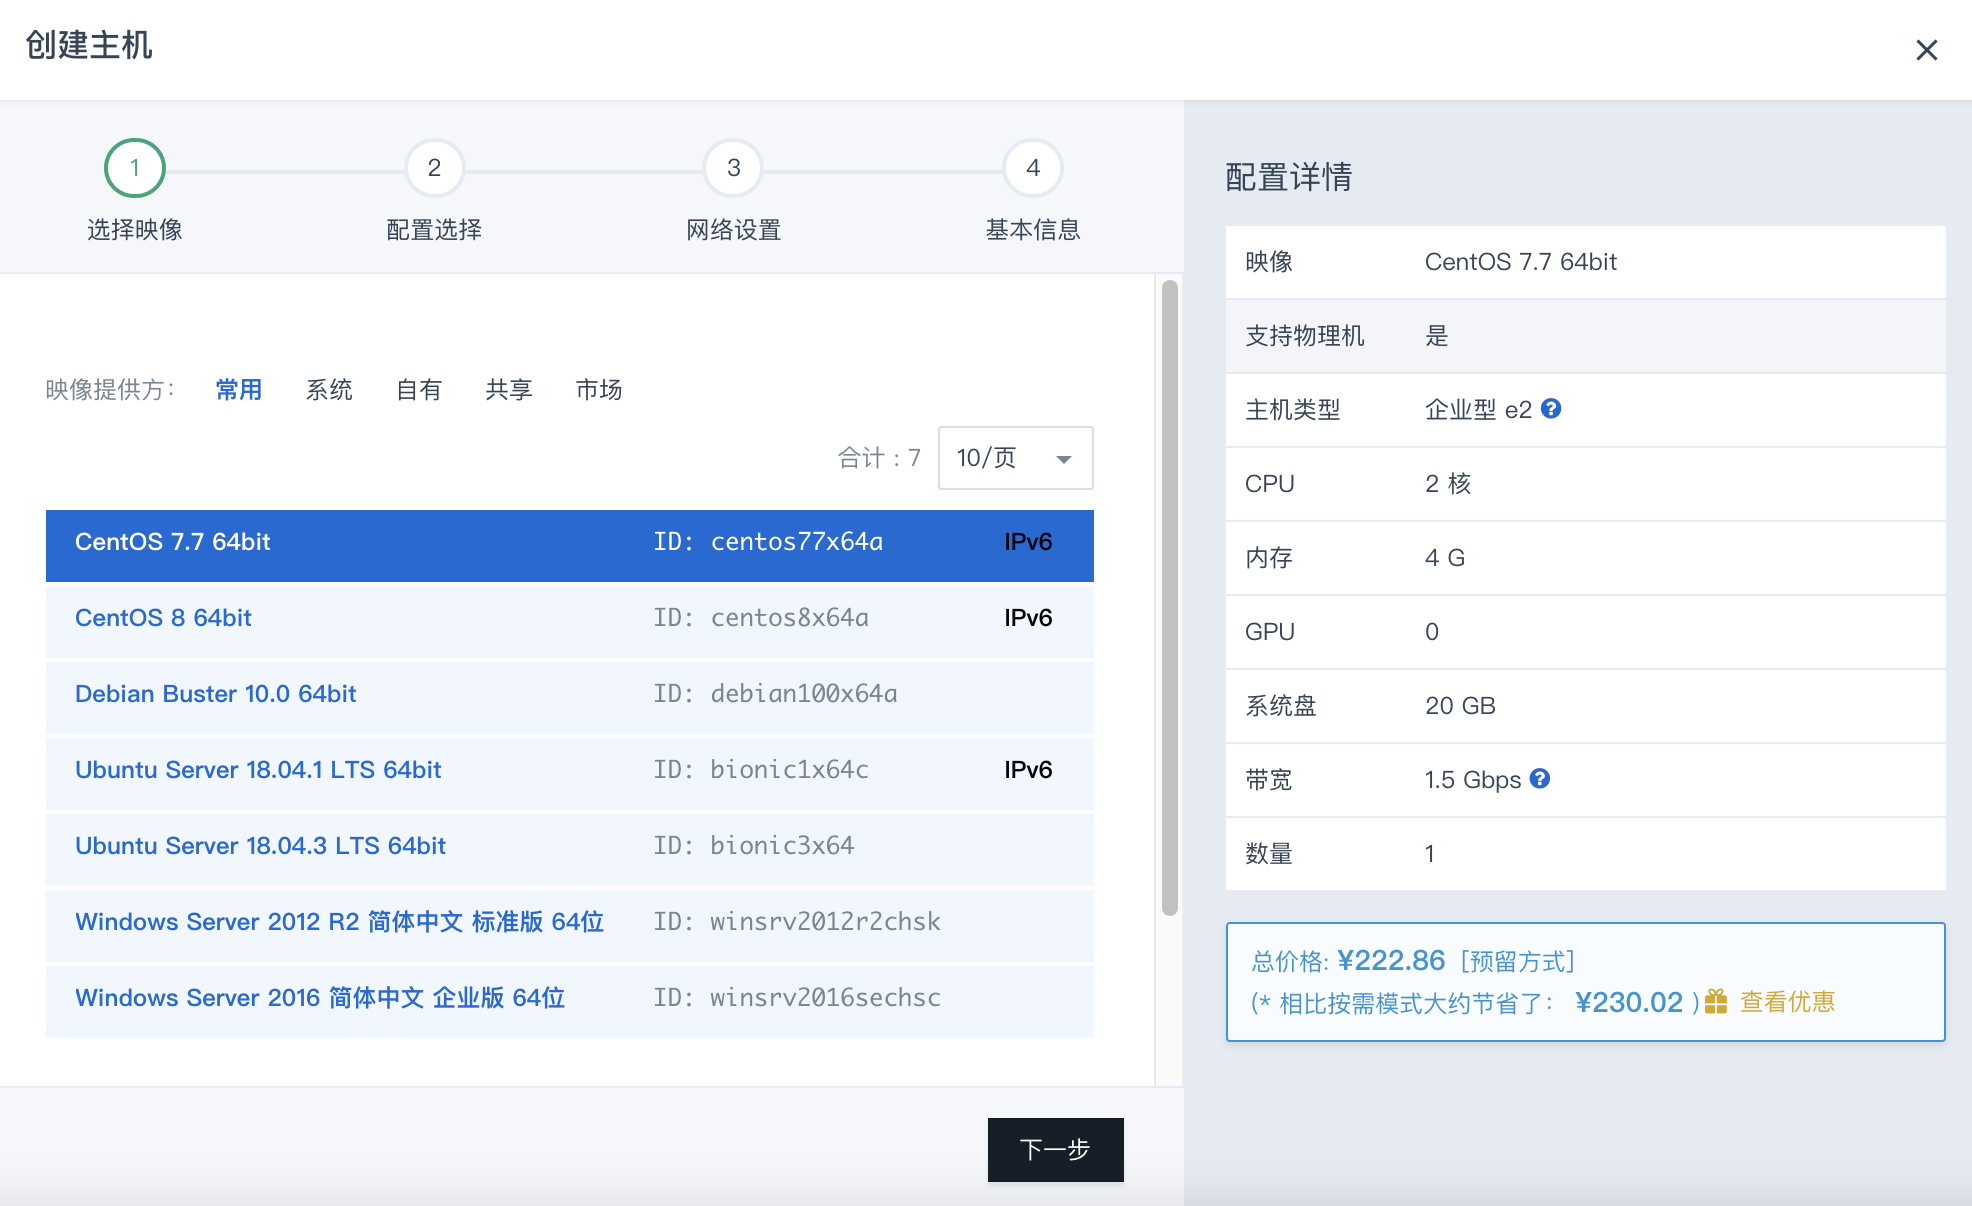 创建主机
1
2
3
4
选择映像
配置选择
网络设置
基本信息
映像提供方: 常用 系统 自有 共享 市场
合计 : 7 10/页
CentOS 7.7 64bit ID: centos77x64a IPv6
CentOS 8 64bit ID: centos8x64a IPv6
Debian Buster 10.0 64bit ID: debian100x64a
Ubuntu Server 18.04.1 LTS 64bit ID: bionic1x64c IPv6
Ubuntu Server 18.04.3 LTS 64bit ID: bionic3x64
Windows Server 2012 R2 简体中文 标准版 64位 ID: winsrv2012r2chsk
Windows Server 2016 简体中文 企业版 64位 ID: winsrv2016sechsc
下一步
配置详情
映像 CentOS 7.7 64bit
支持物理机 是
主机类型 企业型 e2 ?
CPU 2 核
内存 4 G
GPU 0
系统盘 20 GB
带宽 1.5 Gbps ?
数量 1
总价格: ¥222.86 [预留方式]
(* 相比按需模式大约节省了: ¥230.02 ) 查看优惠